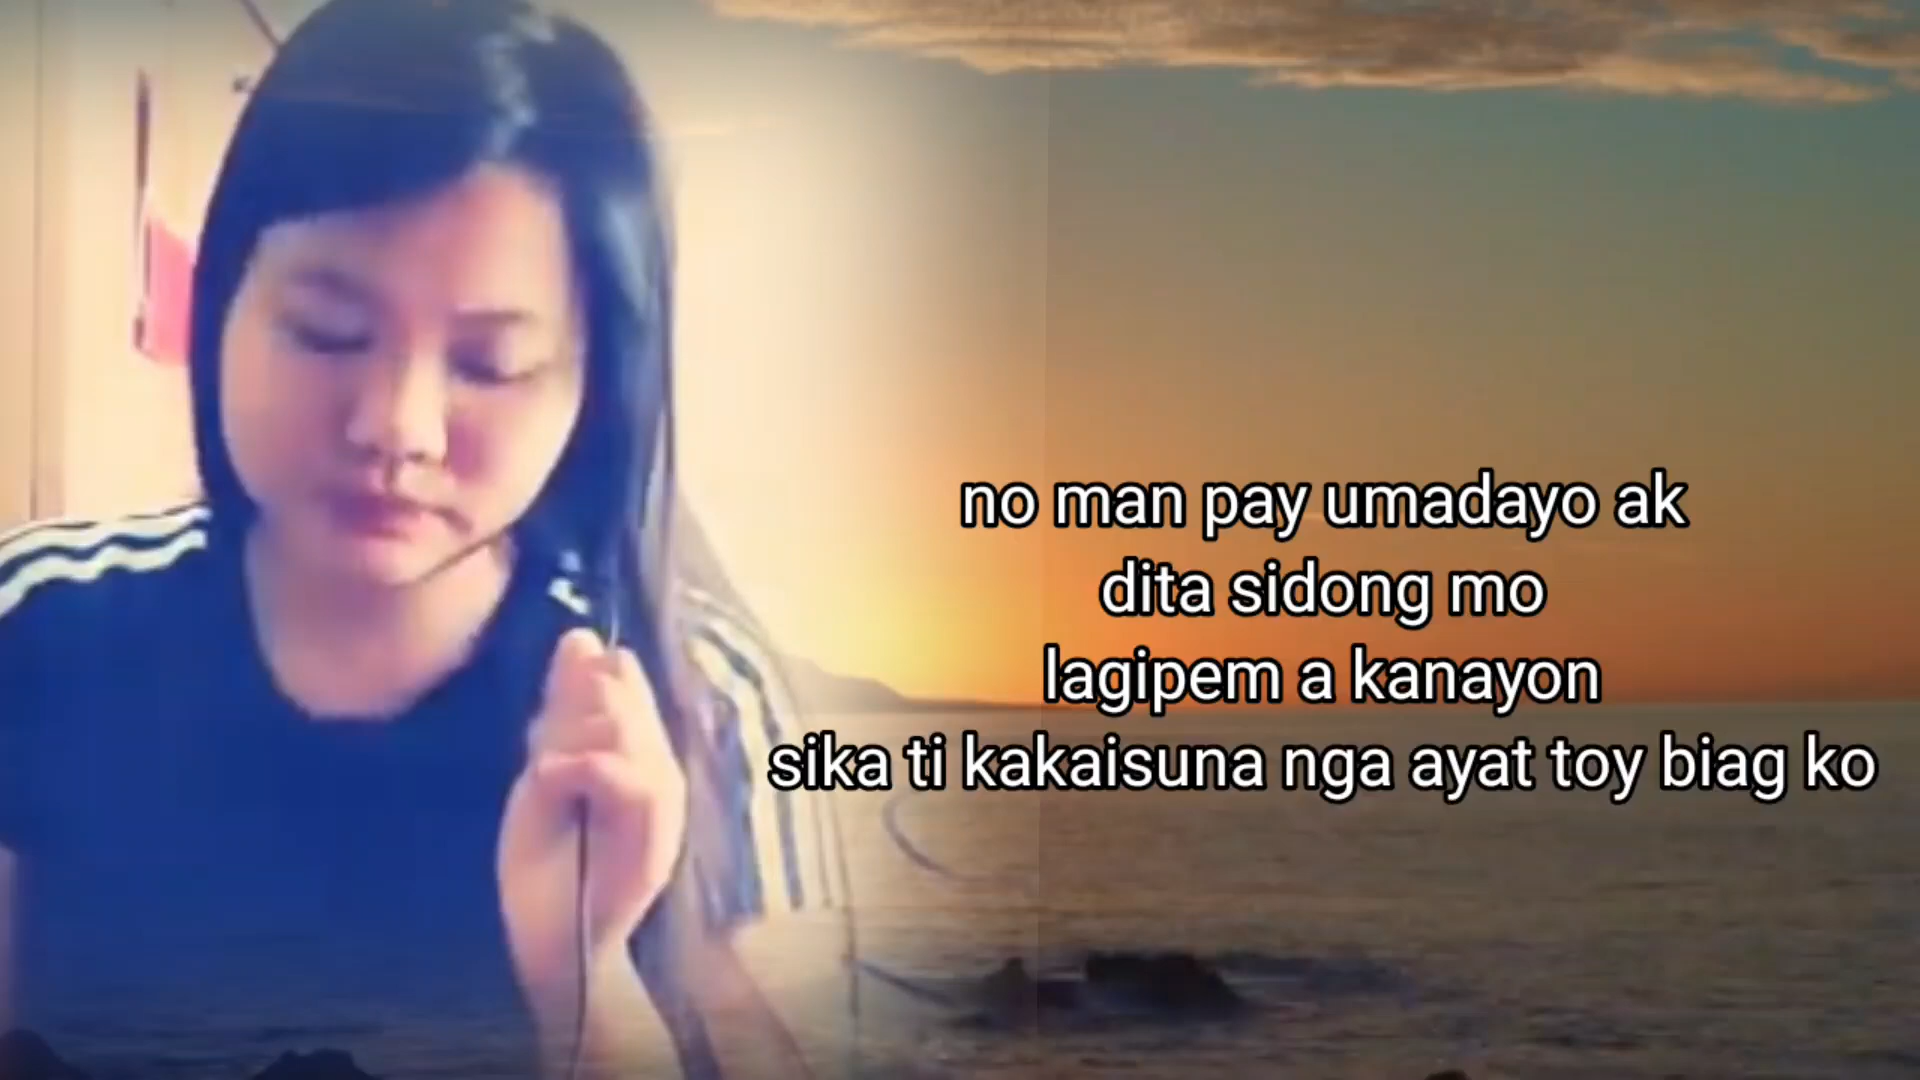 no man pay umadayo ak
dita sidong mo
lagipem a kanayon
sika ti kakaisuna nga ayat toy biag ko